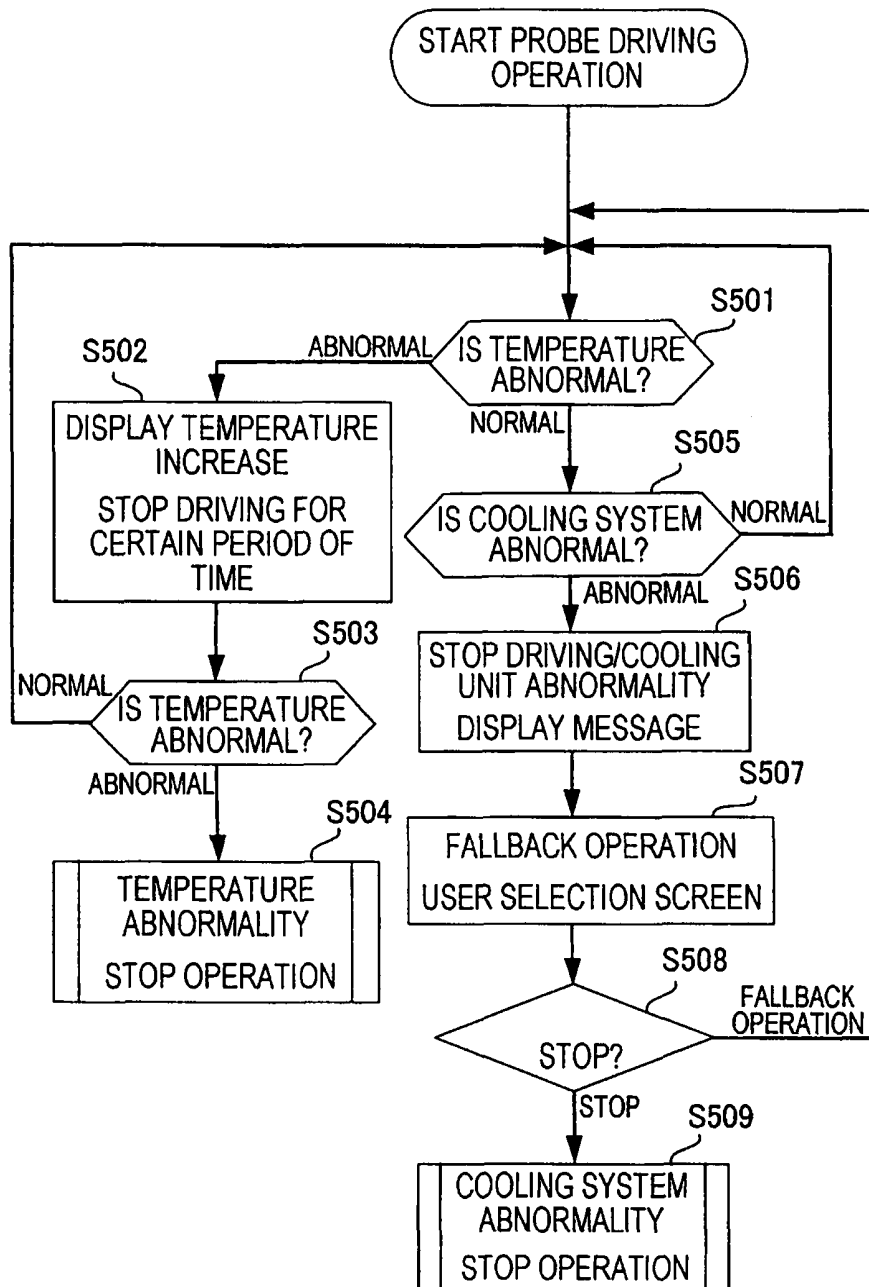 START PROBE DRIVING
OPERATION
S501
ABNORMAL
IS TEMPERATURE
ABNORMAL?
NORMAL
S502
DISPLAY TEMPERATURE
INCREASE
STOP DRIVING FOR
CERTAIN PERIOD OF
TIME
S503
NORMAL
IS TEMPERATURE
ABNORMAL?
ABNORMAL
S504
TEMPERATURE
ABNORMALITY
STOP OPERATION
S505
IS COOLING SYSTEM
ABNORMAL?
NORMAL
ABNORMAL
S506
STOP DRIVING/COOLING
UNIT ABNORMALITY
DISPLAY MESSAGE
S507
FALLBACK OPERATION
USER SELECTION SCREEN
S508
STOP?
FALLBACK
OPERATION
STOP
S509
COOLING SYSTEM
ABNORMALITY
STOP OPERATION